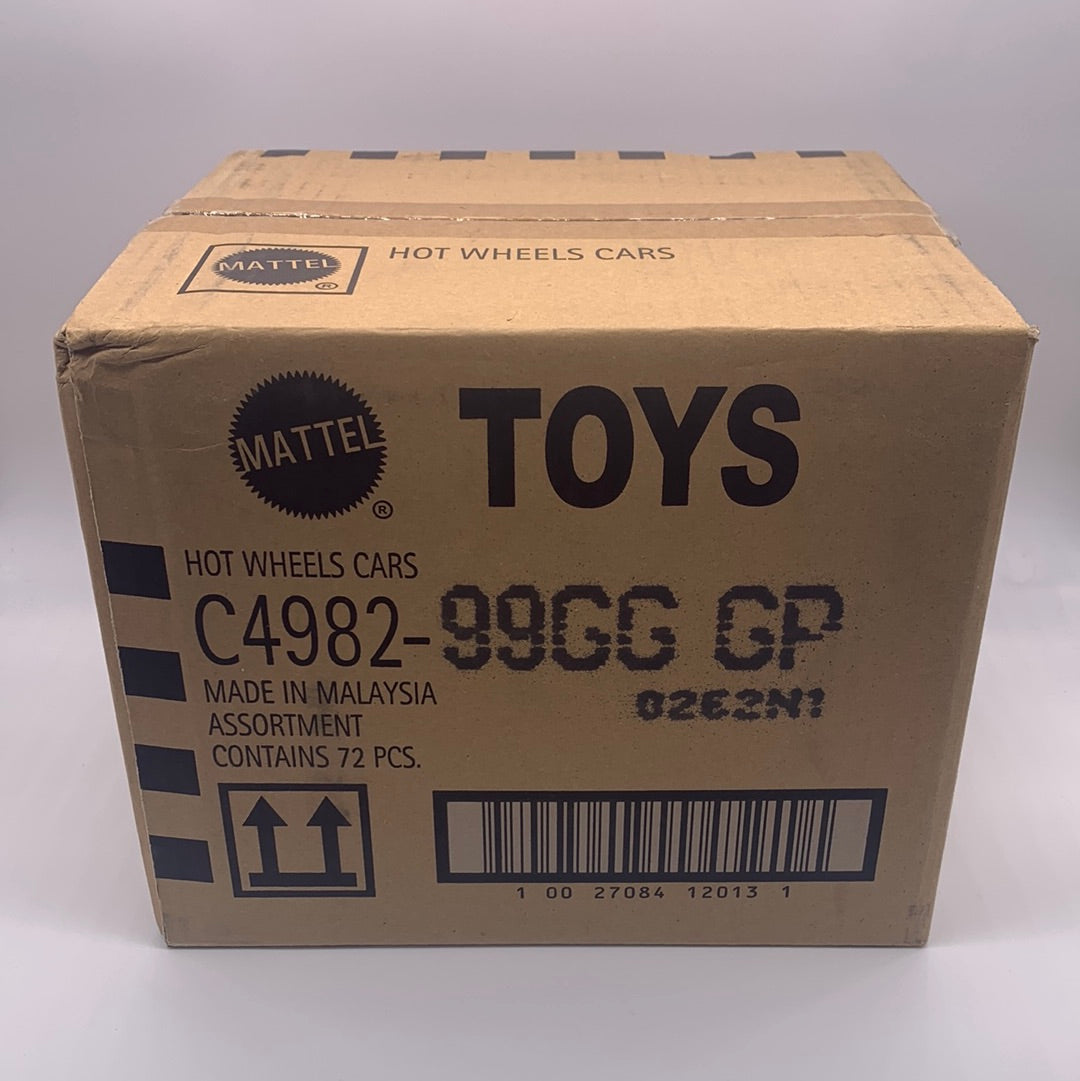 MATTEL ®
HOT WHEELS CARS
MATTEL ®
TOYS
HOT WHEELS CARS
C4982-99GG GP
MADE IN MALAYSIA
ASSORTMENT
CONTAINS 72 PCS.
1 00 27084 12013 1